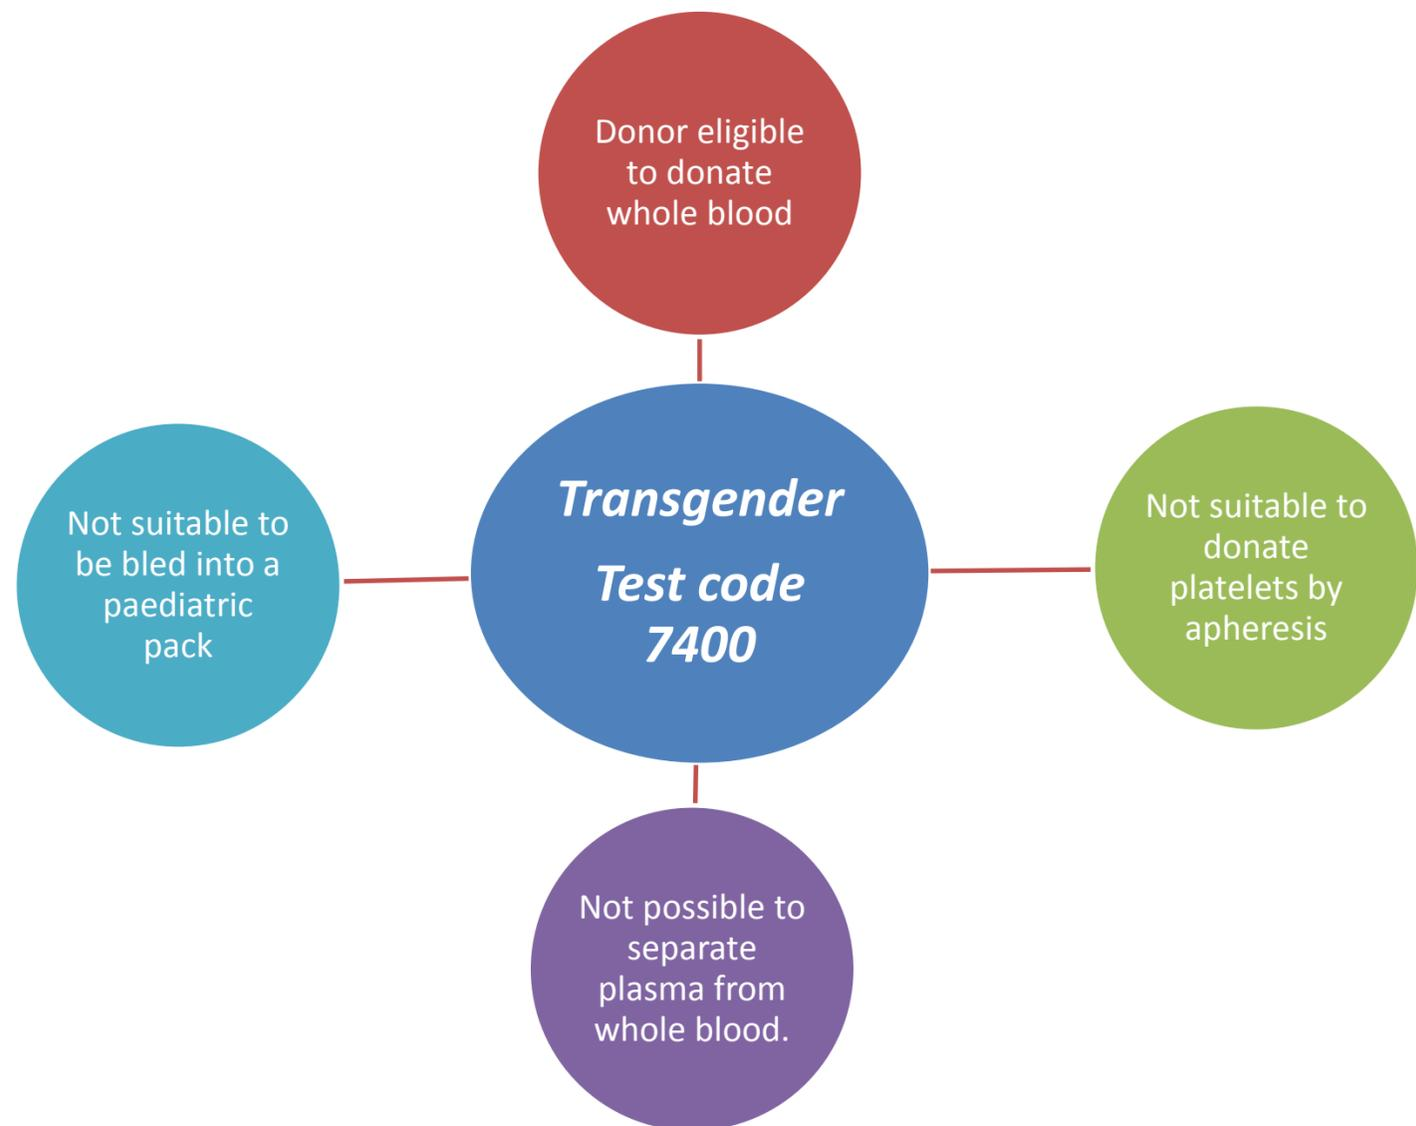 Donor eligible
to donate
whole blood
Not suitable to
be bled into a
paediatric
pack
Transgender
Test code
7400
Not suitable to
donate
platelets by
apheresis
Not possible to
separate
plasma from
whole blood.